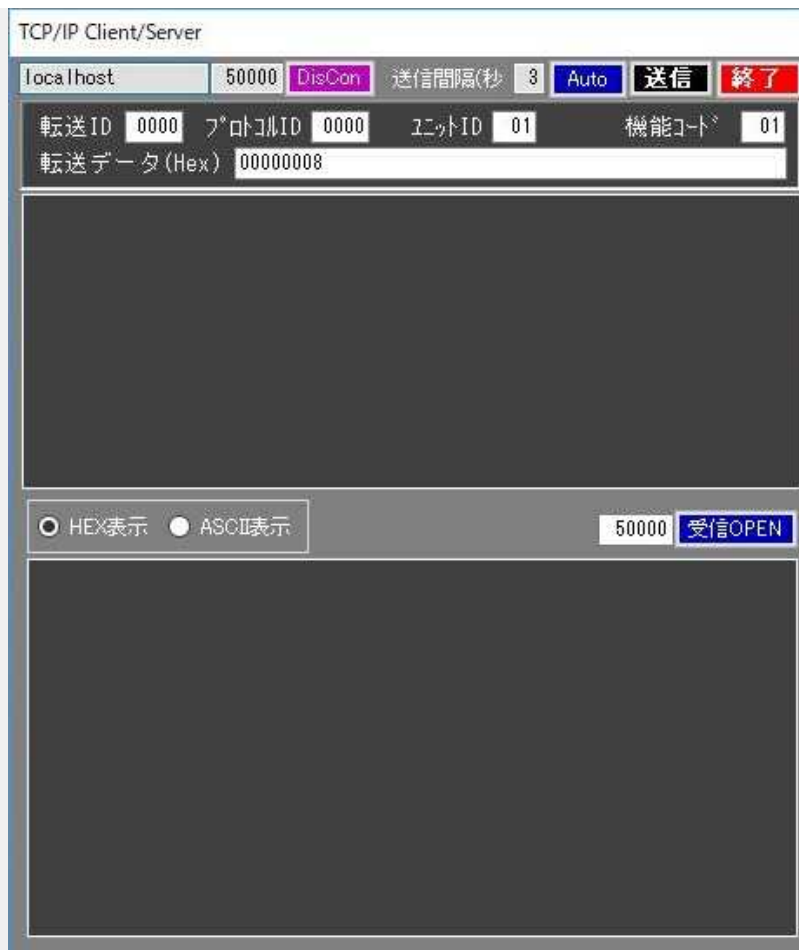 TCP/IP Client/Server
localhost 50000 DisCon 送信間隔(秒 3 Auto 送信 終了
転送ID 0000 プロトコルID 0000 ユニットID 01 機能コード 01
転送データ(Hex) 00000008
HEX表示 ASCII表示 50000 受信OPEN